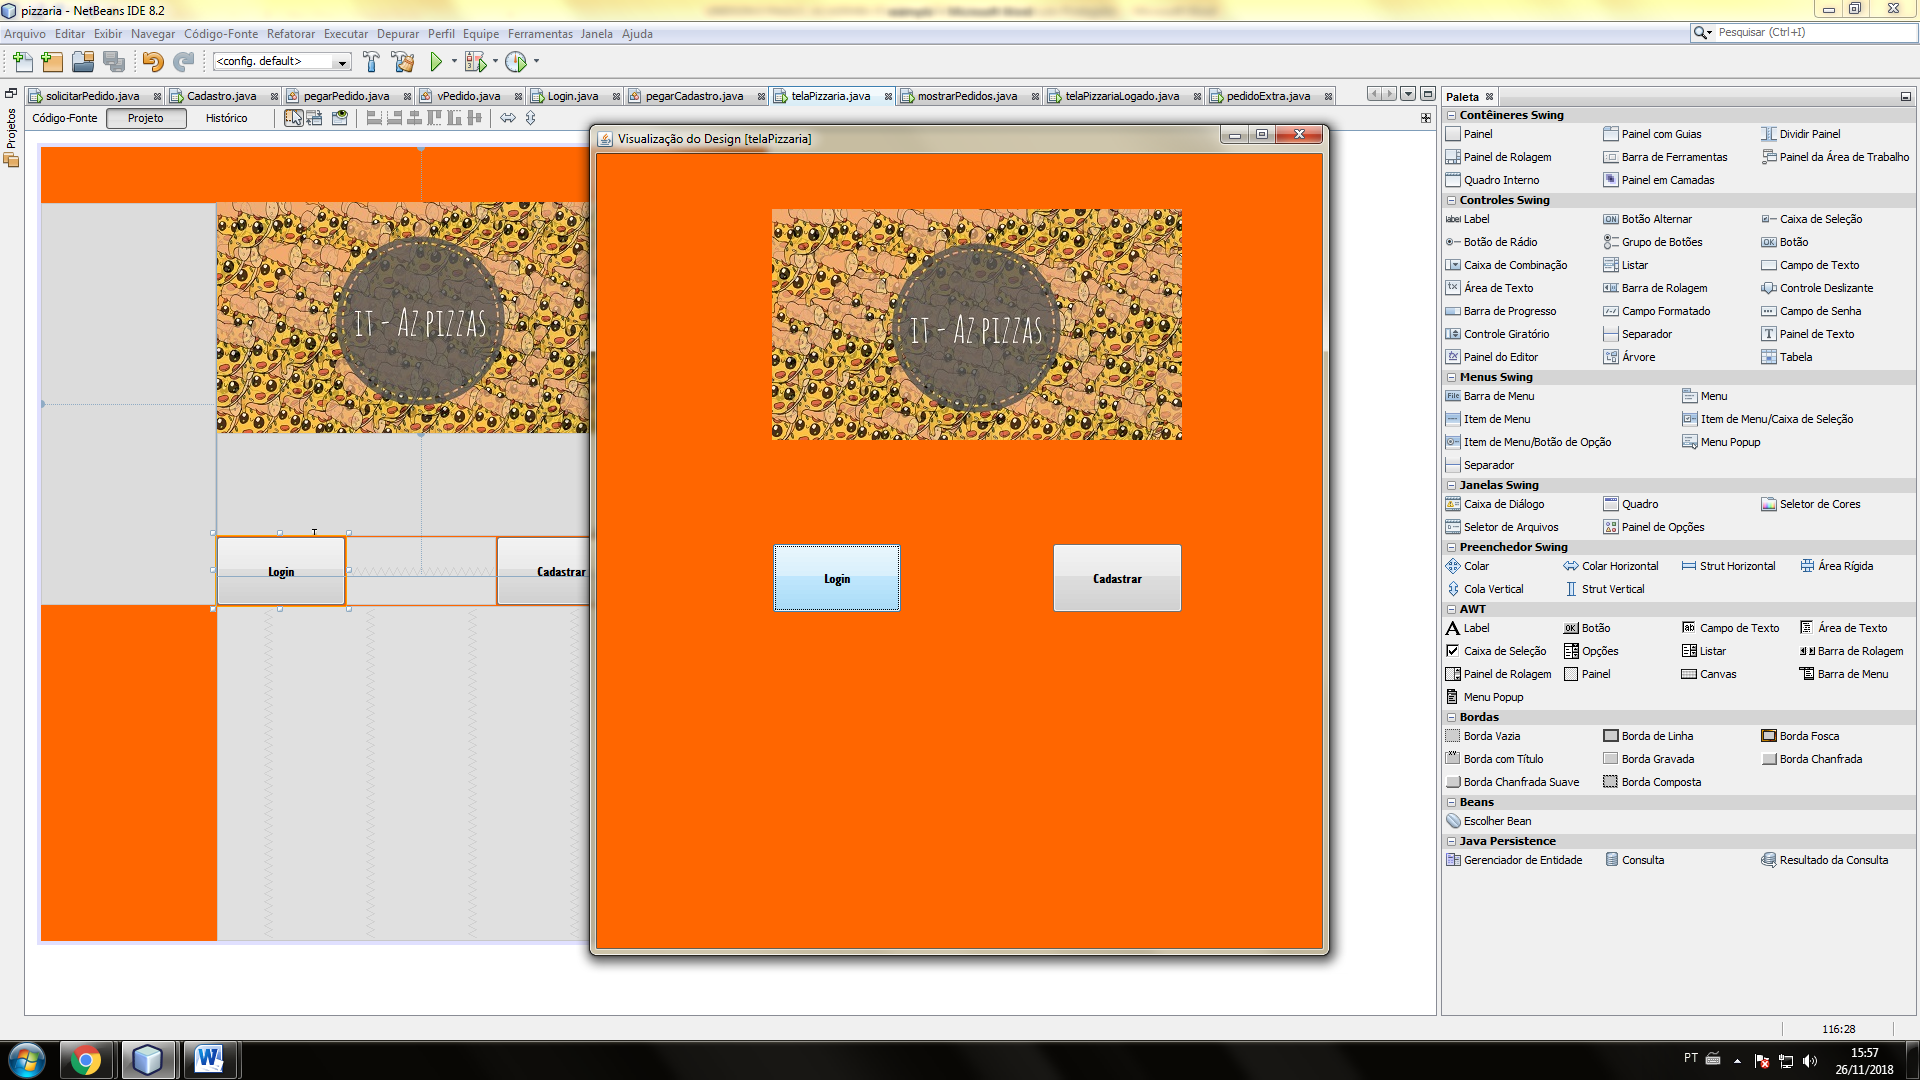 pizzaria - NetBeans IDE 8.2
Arquivo Editar Exibir Navegar Código-Fonte Refatorar Executar Depurar Perfil Equipe Ferramentas Janela Ajuda
Pesquisar (Ctrl+I)
<config. default>
solicitarPedido.java Cadastro.java pegarPedido.java vPedido.java Login.java pegarCadastro.java telaPizzaria.java mostrarPedidos.java telaPizzariaLogado.java pedidoExtra.java
Projetos
Código-Fonte Projeto Histórico
IT - AZ PIZZAS
Login
Cadastrar
Visualização do Design [telaPizzaria]
IT - AZ PIZZAS
Login
Cadastrar
Paleta
Contêineres Swing
Painel Painel com Guias Dividir Painel
Painel de Rolagem Barra de Ferramentas Painel da Área de Trabalho
Quadro Interno Painel em Camadas
Controles Swing
label Label ON Botão Alternar Caixa de Seleção
Botão de Rádio Grupo de Botões OK Botão
Caixa de Combinação Listar Campo de Texto
Área de Texto Barra de Rolagem Controle Deslizante
Barra de Progresso Campo Formatado Campo de Senha
Controle Giratório Separador T Painel de Texto
Painel do Editor Árvore Tabela
Menus Swing
File Barra de Menu Menu
Item de Menu Item de Menu/Caixa de Seleção
Item de Menu/Botão de Opção Menu Popup
Separador
Janelas Swing
Caixa de Diálogo Quadro Seletor de Cores
Seletor de Arquivos Painel de Opções
Preenchedor Swing
Colar Colar Horizontal Strut Horizontal Área Rígida
Cola Vertical Strut Vertical
AWT
A Label OK Botão ab Campo de Texto Área de Texto
Caixa de Seleção Opções Listar Barra de Rolagem
Painel de Rolagem Painel Canvas Barra de Menu
Menu Popup
Bordas
Borda Vazia Borda de Linha Borda Fosca
Borda com Título Borda Gravada Borda Chanfrada
Borda Chanfrada Suave Borda Composta
Beans
Escolher Bean
Java Persistence
Gerenciador de Entidade Consulta Resultado da Consulta
116:28
PT
15:57
26/11/2018